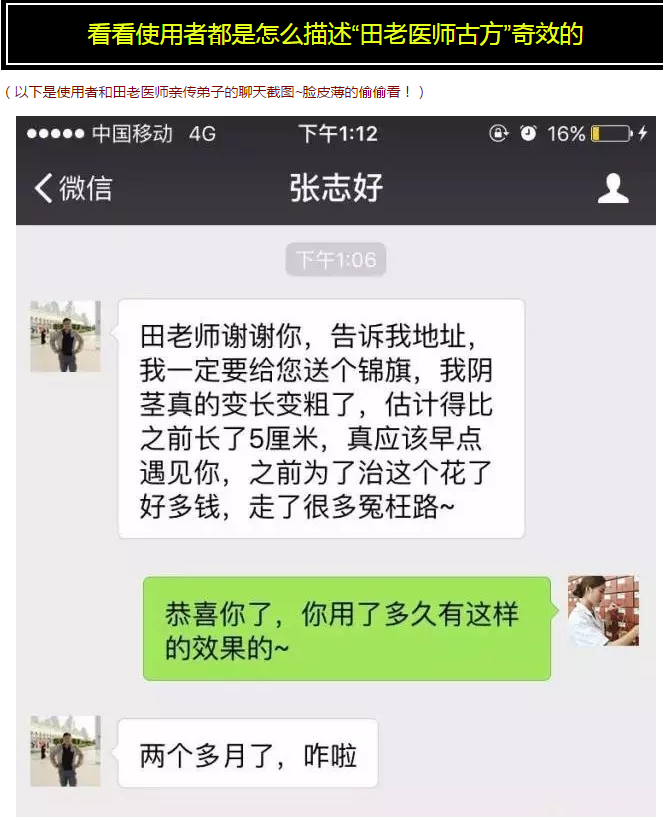 看看使用者都是怎么描述“田老医师古方”奇效的
（以下是使用者和田老医师亲传弟子的聊天截图~脸皮薄的偷偷看！）
中国移动 4G 下午1:12 16%
微信 张志好
下午1:06
田老师谢谢你，告诉我地址，
我一定要给您送个锦旗，我阴
茎真的变长变粗了，估计得比
之前长了5厘米，真应该早点
遇见你，之前为了治这个花了
好多钱，走了很多冤枉路~
恭喜你了，你用了多久有这样
的效果的~
两个多月了，咋啦